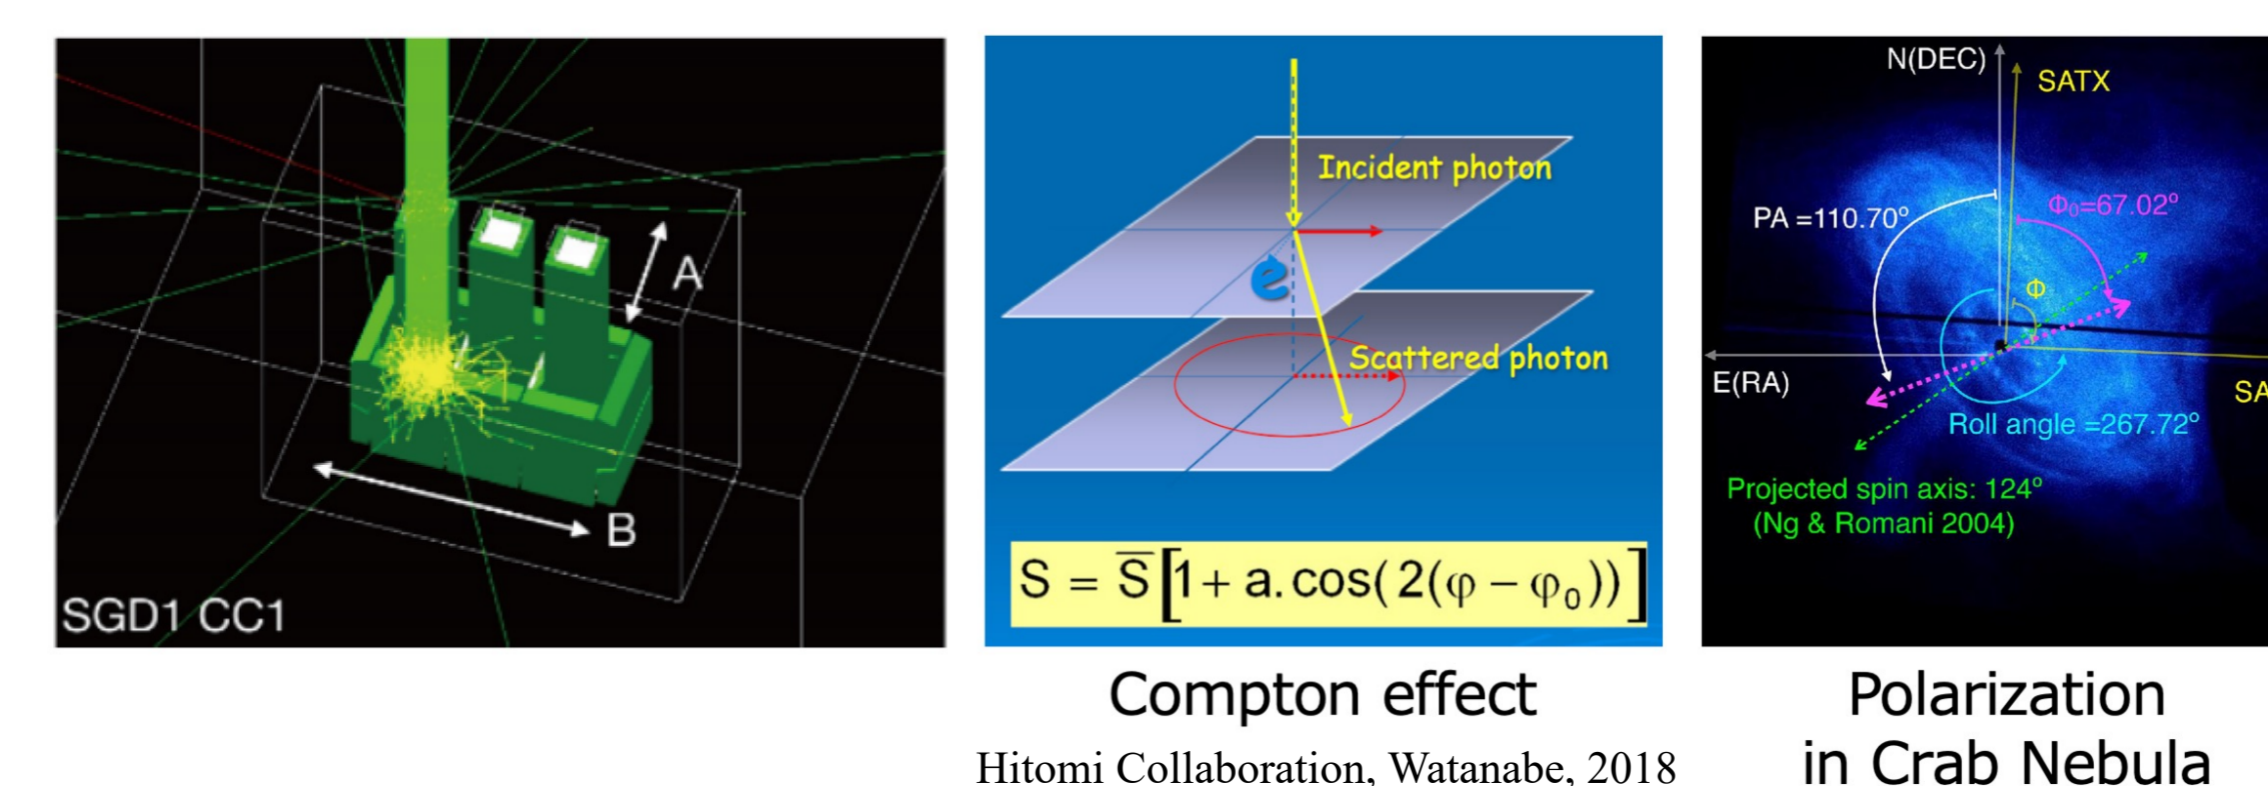 A
B
SGD1 CC1
Incident photon
e
Scattered photon
S = S̅[1+ a.cos( 2(φ − φ₀))]
N(DEC)
SATX
PA =110.70°
Φ₀=67.02°
Φ
E(RA)
SA
Roll angle =267.72°
Projected spin axis: 124°
(Ng & Romani 2004)
Compton effect
Hitomi Collaboration, Watanabe, 2018
Polarization
in Crab Nebula